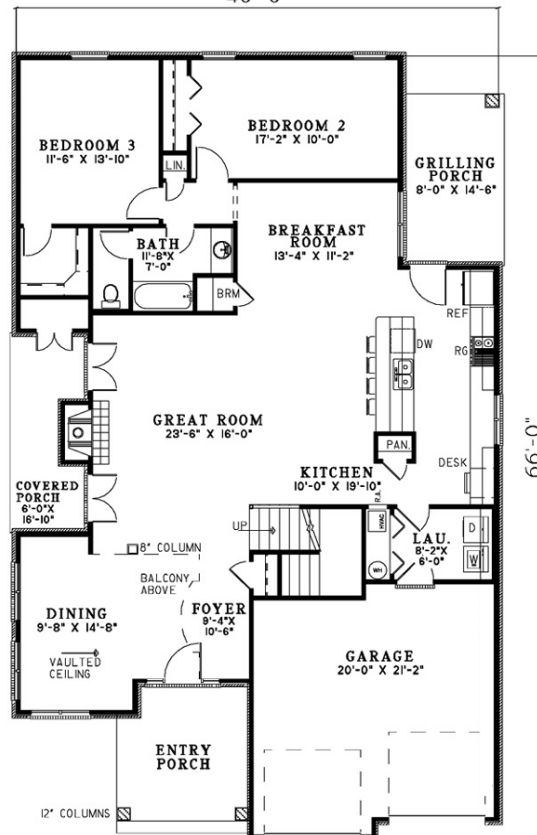 BEDROOM 3
11'-6" X 13'-10"
BEDROOM 2
17'-2" X 10'-0"
LIN.
GRILLING
PORCH
8'-0" X 14'-6"
BATH
11'-8"X
7'-0"
BREAKFAST
ROOM
13'-4" X 11'-2"
BRM
REF
RG
DW
GREAT ROOM
23'-6" X 16'-0"
PAN.
KITCHEN
10'-0" X 19'-10"
DESK
66'-0"
COVERED
PORCH
6'-0"X
16'-10"
R.A.
UP
HVAC
WH
LAU.
8'-2"X
6'-0"
D
W
8" COLUMN
BALCONY
ABOVE
DINING
9'-8" X 14'-8"
VAULTED
CEILING
FOYER
9'-4"X
10'-6"
GARAGE
20'-0" X 21'-2"
ENTRY
PORCH
12" COLUMNS